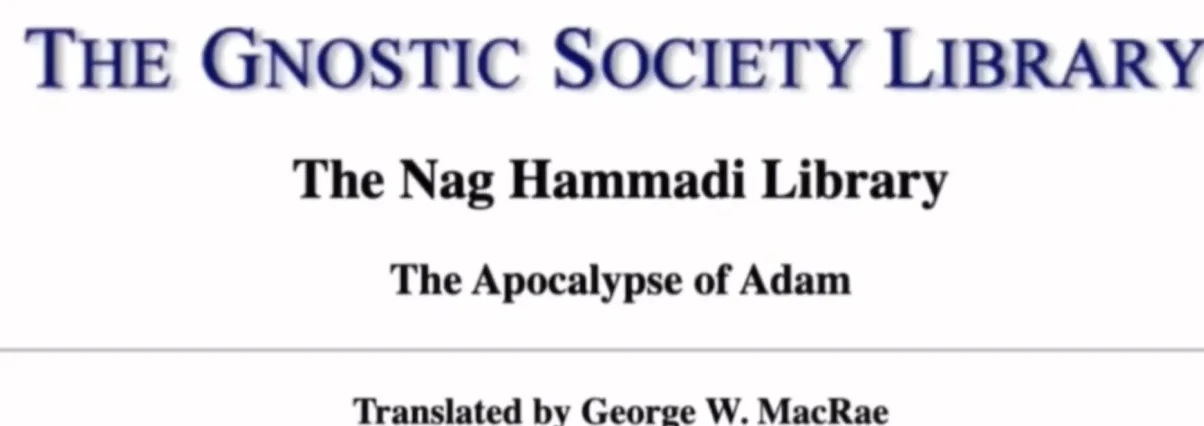 THE GNOSTIC SOCIETY LIBRARY
The Nag Hammadi Library
The Apocalypse of Adam
Translated by George W. MacRae